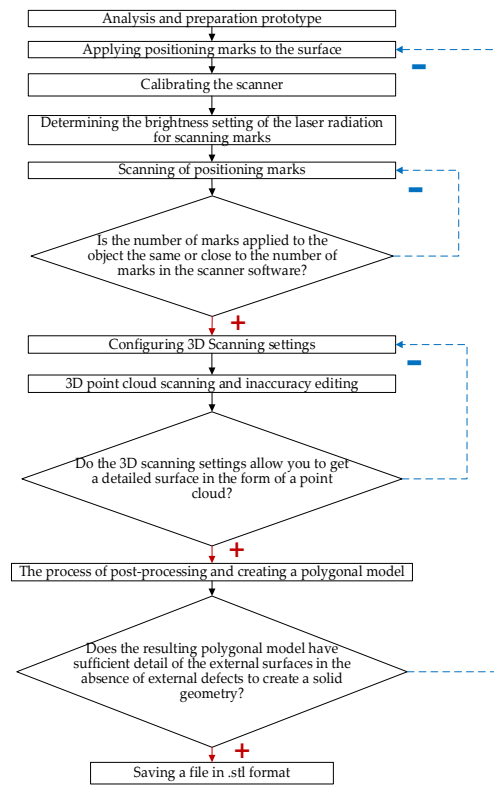 Analysis and preparation prototype
Applying positioning marks to the surface
Calibrating the scanner
Determining the brightness setting of the laser radiation
for scanning marks
Scanning of positioning marks
Is the number of marks applied to the
object the same or close to the number of
marks in the scanner software?
+
Configuring 3D Scanning settings
3D point cloud scanning and inaccuracy editing
Do the 3D scanning settings allow you to get
a detailed surface in the form of a point
cloud?
+
The process of post-processing and creating a polygonal model
Does the resulting polygonal model have
sufficient detail of the external surfaces in the
absence of external defects to create a solid
geometry?
+
Saving a file in .stl format